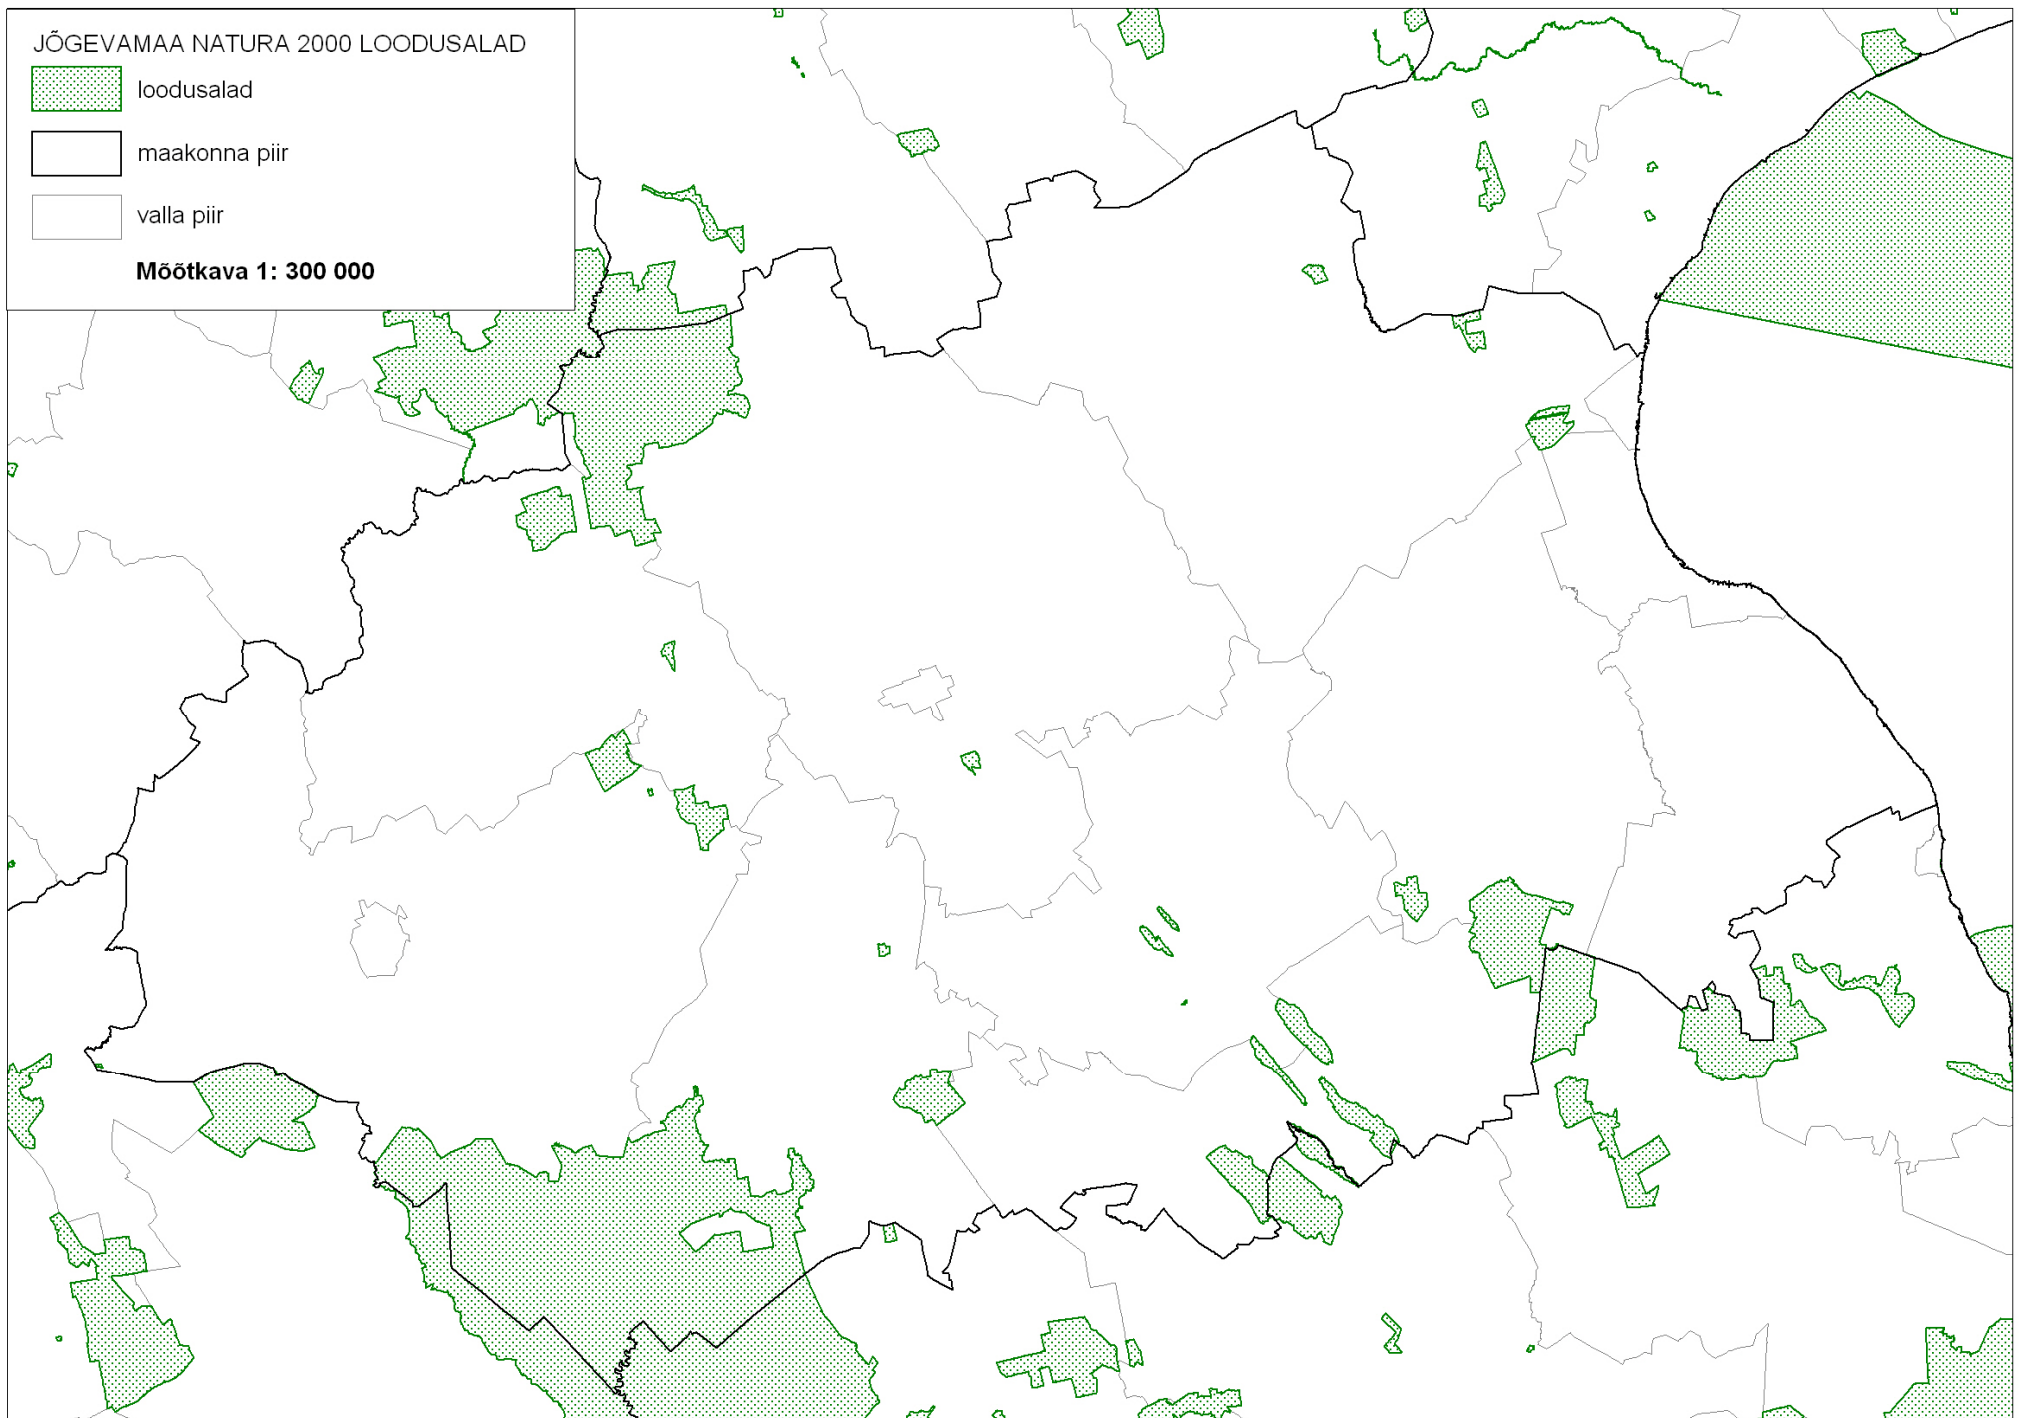 JÕGEVAMAA NATURA 2000 LOODUSALAD
loodusalad
maakonna piir
valla piir
Mõõtkava 1: 300 000